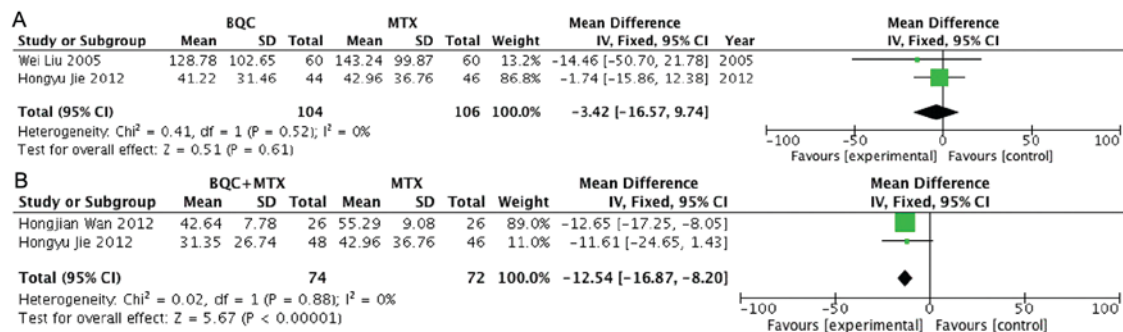 A BQC MTX Mean Difference Mean Difference
Study or Subgroup Mean SD Total Mean SD Total Weight IV, Fixed, 95% CI Year IV, Fixed, 95% CI
Wei Liu 2005 128.78 102.65 60 143.24 99.87 60 13.2% -14.46 [-50.70, 21.78] 2005
Hongyu Jie 2012 41.22 31.46 44 42.96 36.76 46 86.8% -1.74 [-15.86, 12.38] 2012
Total (95% CI) 104 106 100.0% -3.42 [-16.57, 9.74]
Heterogeneity: Chi² = 0.41, df = 1 (P = 0.52); I² = 0%
Test for overall effect: Z = 0.51 (P = 0.61)
-100 -50 0 50 100
Favours [experimental] Favours [control]
B BQC+MTX MTX Mean Difference Mean Difference
Study or Subgroup Mean SD Total Mean SD Total Weight IV, Fixed, 95% CI IV, Fixed, 95% CI
Hongjian Wan 2012 42.64 7.78 26 55.29 9.08 26 89.0% -12.65 [-17.25, -8.05]
Hongyu Jie 2012 31.35 26.74 48 42.96 36.76 46 11.0% -11.61 [-24.65, 1.43]
Total (95% CI) 74 72 100.0% -12.54 [-16.87, -8.20]
Heterogeneity: Chi² = 0.02, df = 1 (P = 0.88); I² = 0%
Test for overall effect: Z = 5.67 (P < 0.00001)
-100 -50 0 50 100
Favours [experimental] Favours [control]